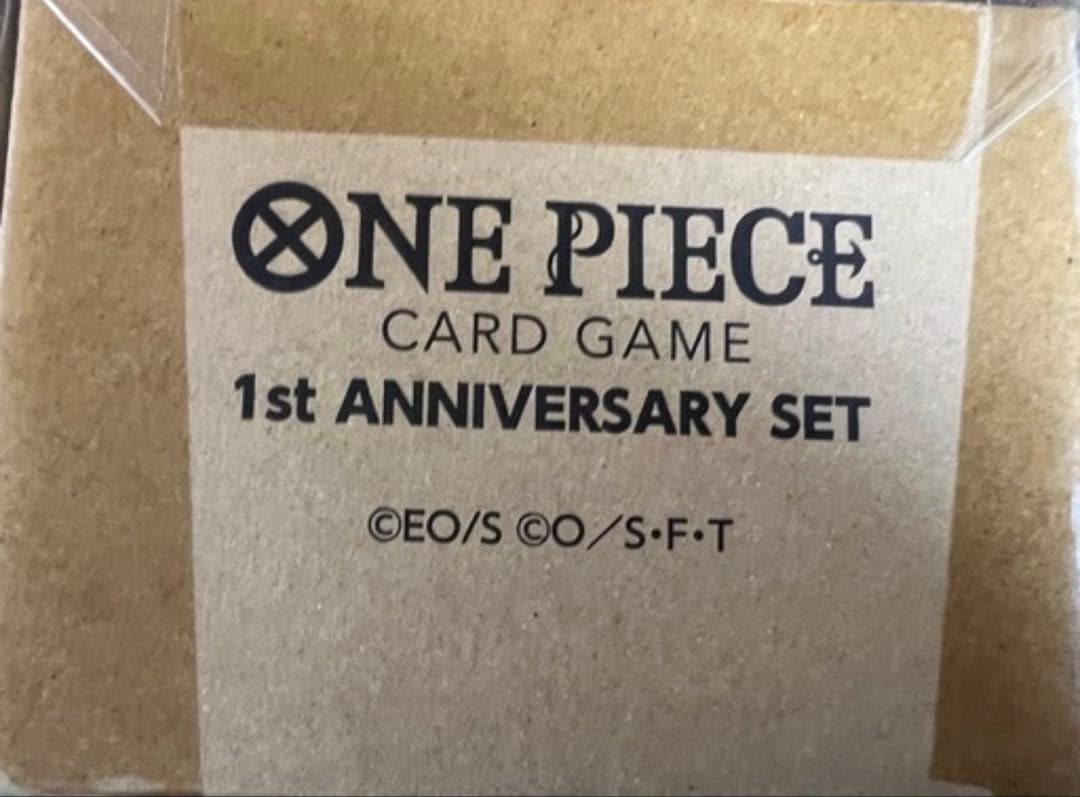 ONE PIECE
CARD GAME
1st ANNIVERSARY SET
©EO/S ©O/S・F・T